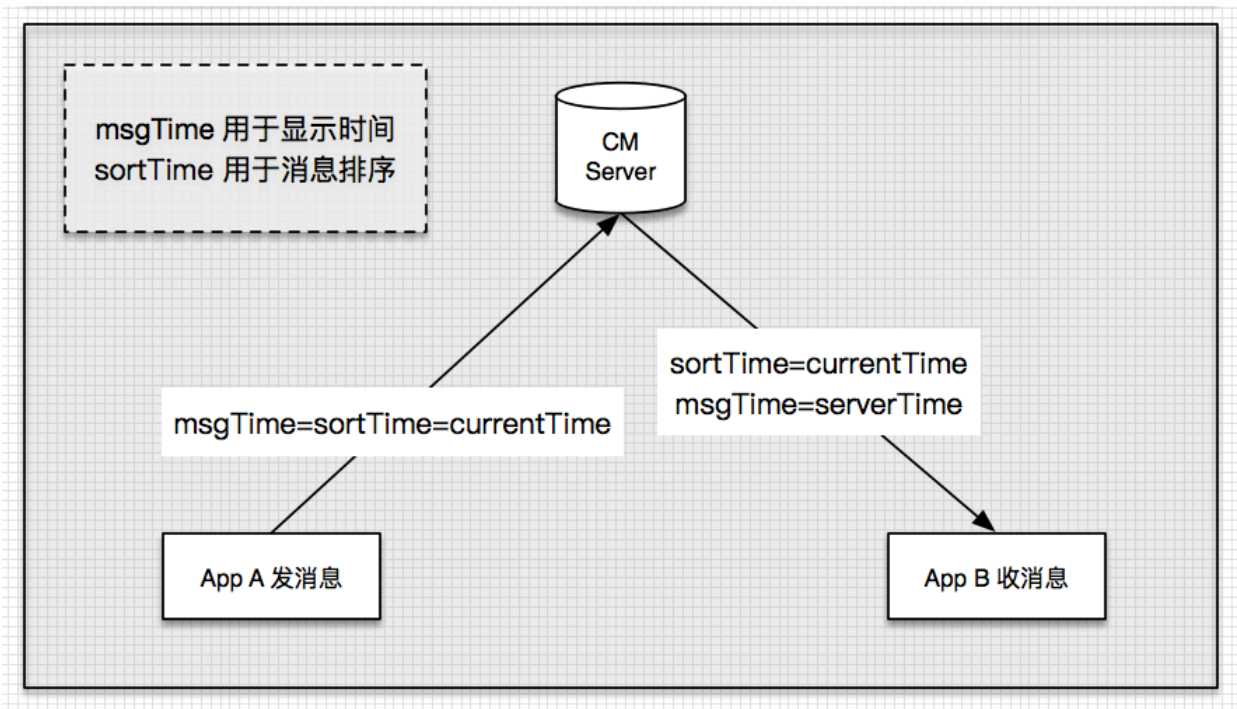 msgTime 用于显示时间
sortTime 用于消息排序
CM
Server
sortTime=currentTime
msgTime=serverTime
msgTime=sortTime=currentTime
App A 发消息
App B 收消息